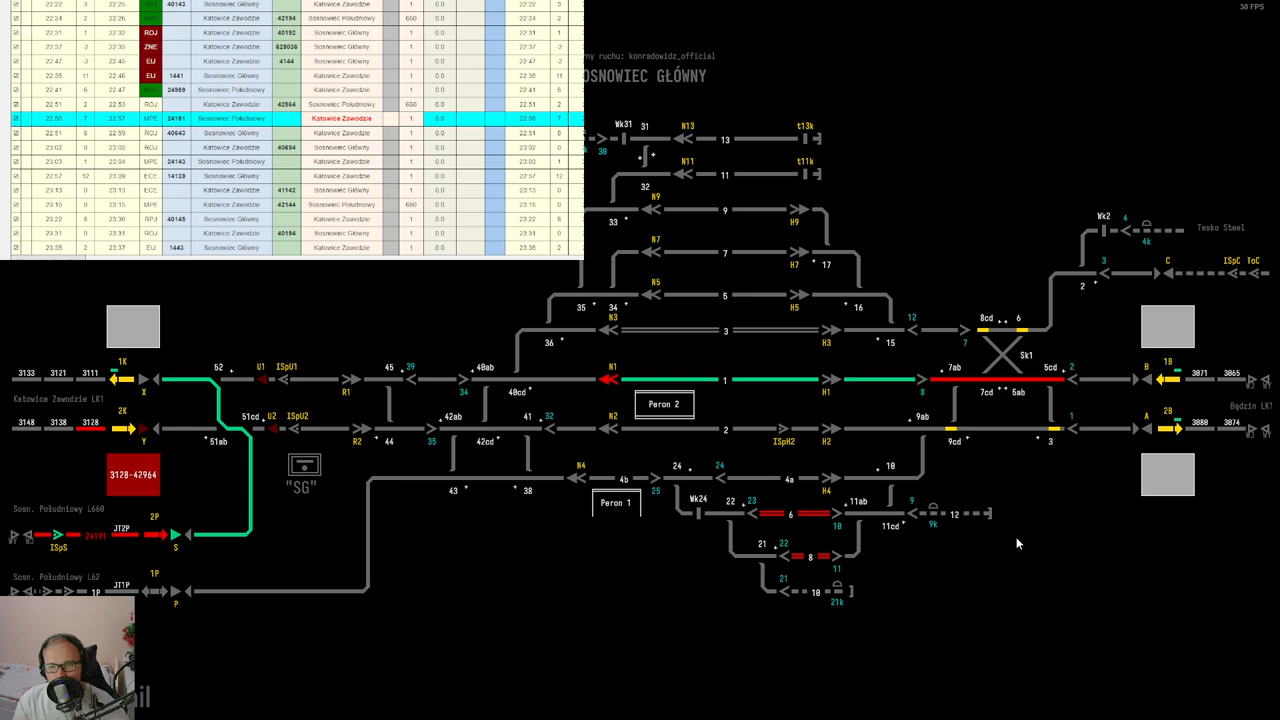 38 FPS
22:22 3 22:25 RPJ 40143 Sosnowiec Główny Katowice Zawodzie 1 0.0 22:22 3
22:24 22:26 MPE Katowice Zawodzie 42194 Sosnowiec Południowy 1 660 0.0 22:24
22:31 1 22:32 ROJ Katowice Zawodzie 40192 Sosnowiec Główny 1 0.0 22:31 1
22:37 -2 22:35 ZNE Katowice Zawodzie 629036 Sosnowiec Główny 1 0.0 22:37 -2
22:47 -2 22:45 EIJ Katowice Zawodzie 4144 Sosnowiec Główny 1 0.0 22:47 -2
22:35 11 22:46 EIJ 1441 Sosnowiec Główny Katowice Zawodzie 1 0.0 22:35 11
22:41 6 22:47 24959 Sosnowiec Południowy Katowice Zawodzie 1 0.0 22:41 6
22:51 2 22:53 ROJ Katowice Zawodzie 42964 Sosnowiec Południowy 1 660 0.0 22:51 2
22:50 7 22:57 MPE 24191 Sosnowiec Południowy Katowice Zawodzie 1 0.0 22:50 7
22:51 8 22:59 ROJ 40643 Sosnowiec Główny Katowice Zawodzie 1 0.0 22:51 8
23:02 0 23:02 ROJ Katowice Zawodzie 40694 Sosnowiec Główny 1 0.0 23:02 0
23:03 1 23:04 MPE 24143 Sosnowiec Południowy Katowice Zawodzie 1 0.0 23:03 1
22:57 12 23:09 ECE 14139 Sosnowiec Główny Katowice Zawodzie 1 0.0 22:57 12
23:13 0 23:13 ECE Katowice Zawodzie 41142 Sosnowiec Główny 1 0.0 23:13 0
23:15 0 23:15 MPE Katowice Zawodzie 42144 Sosnowiec Południowy 1 660 0.0 23:15 0
23:22 8 23:30 RPJ 40145 Sosnowiec Główny Katowice Zawodzie 1 0.0 23:22 8
23:31 0 23:31 ROJ Katowice Zawodzie 40194 Sosnowiec Główny 1 0.0 23:31 0
23:35 2 23:37 EIJ 1443 Sosnowiec Główny Katowice Zawodzie 1 0.0 23:35 2
ny ruchu: konradowidz_official
OSNOWIEC GŁÓWNY
Wk31 31 N13 t13k
30 13
N11 t11k
32 11
N9
33 9 H9
Wk2 4
4k Tesko Steel
N7
7 H7 17
3 C ISpC ToC
2
N5
35 34 5 H5 16
N3 12 8cd 6
36 3 H3 15 7 Sk1
1K 52 U1 ISpU1 45 39 40ab N1 7ab 5cd 2 1B
3133 3121 3111 X R1 34 40cd 1 H1 8 7cd 5ab B 3071 3065
Katowice Zawodzie LK1
Peron 2
Będzin LK1
2K 51cd U2 ISpU2 42ab 41 32 N2 9ab 1 A
3148 3138 3128 Y 51ab R2 44 35 42cd 2 ISpH2 H2 9cd 3 2B 3080 3074
3128-42964
"SG"
N4 4b 24 24 4a 10
43 38 25 H4
Peron 1
Wk24 22 23 6 10 11ab 11cd 9 9k 12
Sosn. Południowy L660
2P
24191 JT2P
ISpS S
21 22 8 11
Sosn. Południowy L62
1P
1P JT1P P
21 10 21k